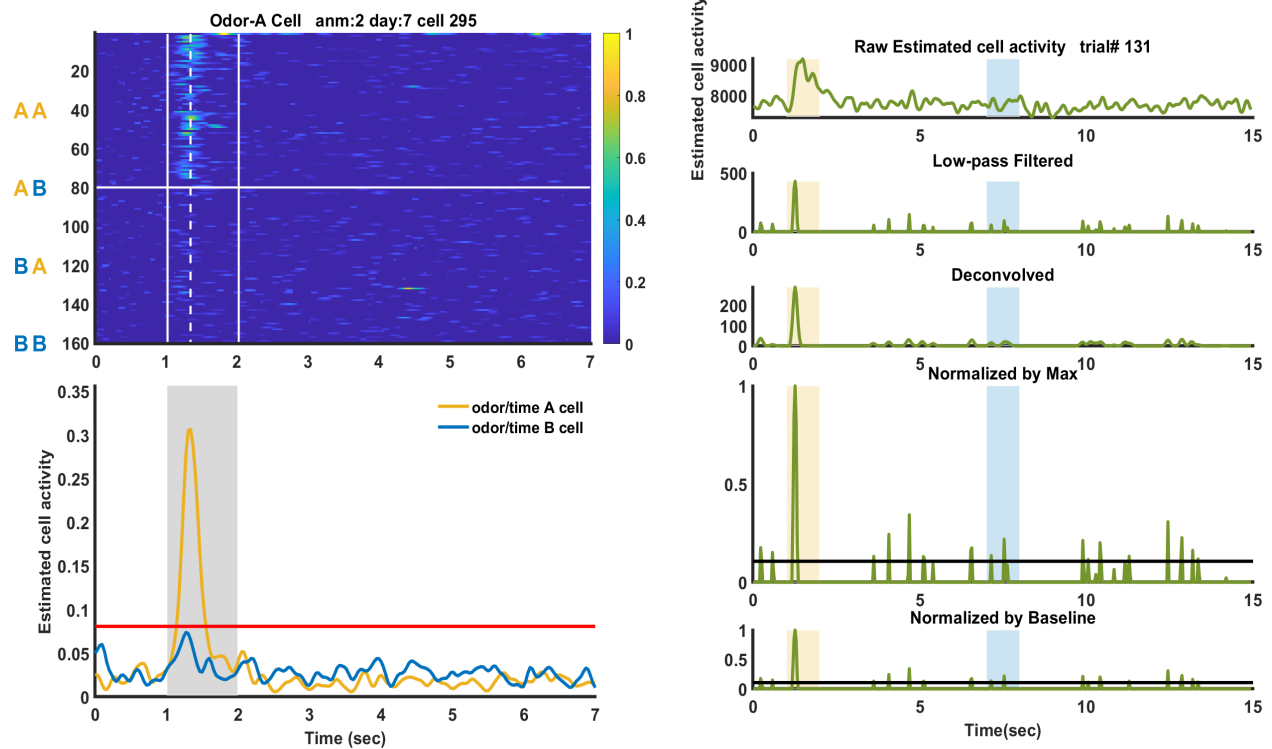 Odor-A Cell anm:2 day:7 cell 295
20
40
60
80
100
120
140
160
A A
A B
B A
B B
0 1 2 3 4 5 6 7
1
0.8
0.6
0.4
0.2
0
0.35
0.3
0.25
0.2
0.15
0.1
0.05
0
Estimated cell activity
odor/time A cell
odor/time B cell
0 1 2 3 4 5 6 7
Time (sec)
Raw Estimated cell activity trial# 131
Estimated cell activity
9000
8000
0 5 10 15
Low-pass Filtered
500
0
0 5 10 15
Deconvolved
200
100
0
0 5 10 15
Normalized by Max
1
0.5
0
0 5 10 15
Normalized by Baseline
1
0.5
0
0 5 10 15
Time(sec)